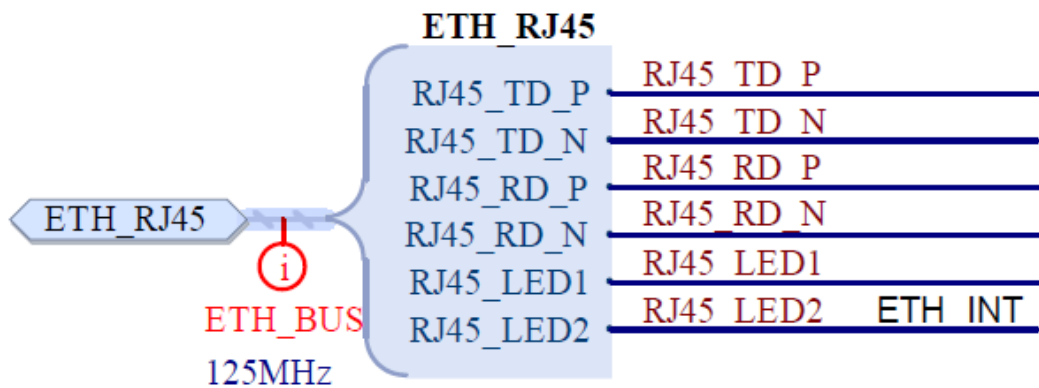 ETH_RJ45
RJ45_TD_P RJ45_TD_P
RJ45_TD_N RJ45_TD_N
RJ45_RD_P RJ45_RD_P
ETH_RJ45 RJ45_RD_N RJ45_RD_N
i RJ45_LED1 RJ45_LED1
ETH_BUS RJ45_LED2 RJ45_LED2 ETH_INT
125MHz